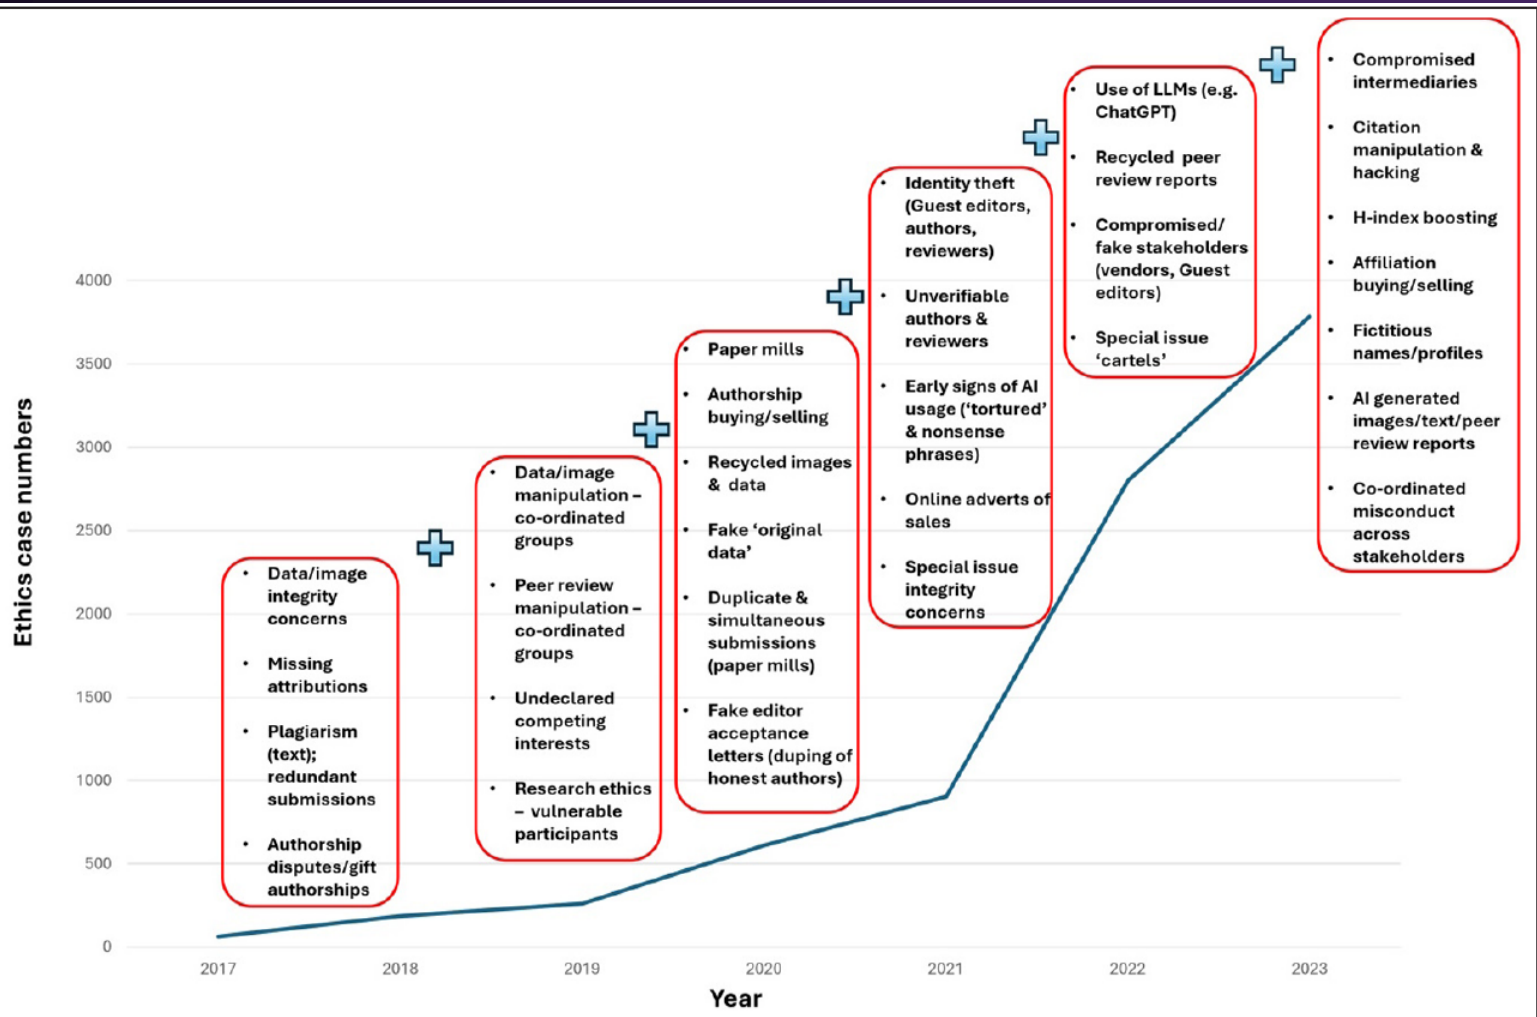 Ethics case numbers
4000
3500
3000
2500
2000
1500
1000
500
0
• Data/image
integrity
concerns
• Missing
attributions
• Plagiarism
(text);
redundant
submissions
• Authorship
disputes/gift
authorships
• Data/image
manipulation –
co-ordinated
groups
• Peer review
manipulation –
co-ordinated
groups
• Undeclared
competing
interests
• Research ethics
– vulnerable
participants
• Paper mills
• Authorship
buying/selling
• Recycled images
& data
• Fake ‘original
data’
• Duplicate &
simultaneous
submissions
(paper mills)
• Fake editor
acceptance
letters (duping of
honest authors)
• Identity theft
(Guest editors,
authors,
reviewers)
• Unverifiable
authors &
reviewers
• Early signs of AI
usage (‘tortured’
& nonsense
phrases)
• Online adverts of
sales
• Special issue
integrity
concerns
• Use of LLMs (e.g.
ChatGPT)
• Recycled peer
review reports
• Compromised/
fake stakeholders
(vendors, Guest
editors)
• Special issue
‘cartels’
• Compromised
intermediaries
• Citation
manipulation &
hacking
• H-index boosting
• Affiliation
buying/selling
• Fictitious
names/profiles
• AI generated
images/text/peer
review reports
• Co-ordinated
misconduct
across
stakeholders
2017 2018 2019 2020 2021 2022 2023
Year